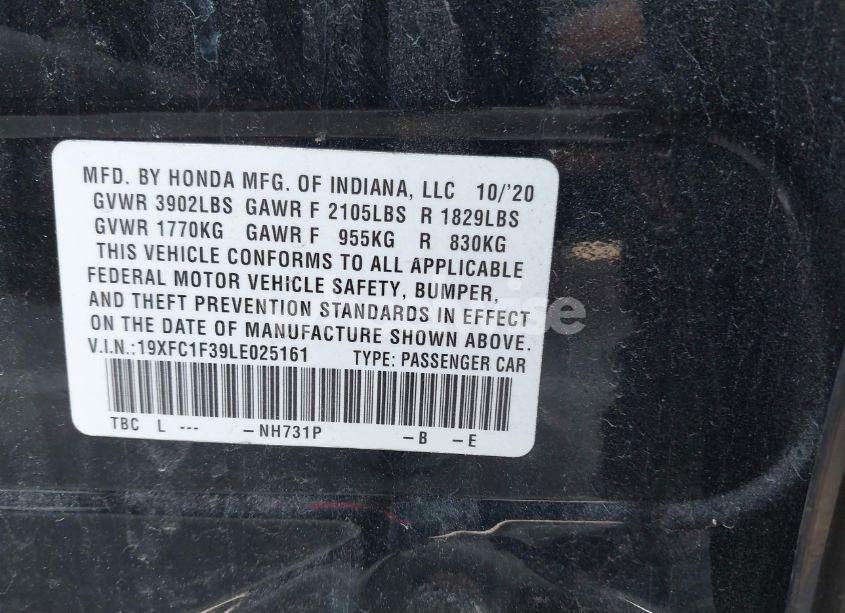 MFD. BY HONDA MFG. OF INDIANA, LLC 10/'20
GVWR 3902LBS GAWR F 2105LBS R 1829LBS
GVWR 1770KG GAWR F 955KG R 830KG
THIS VEHICLE CONFORMS TO ALL APPLICABLE
FEDERAL MOTOR VEHICLE SAFETY, BUMPER,
AND THEFT PREVENTION STANDARDS IN EFFECT
ON THE DATE OF MANUFACTURE SHOWN ABOVE.
V.I.N.:19XFC1F39LE025161 TYPE: PASSENGER CAR
TBC L --- –NH731P –B –E